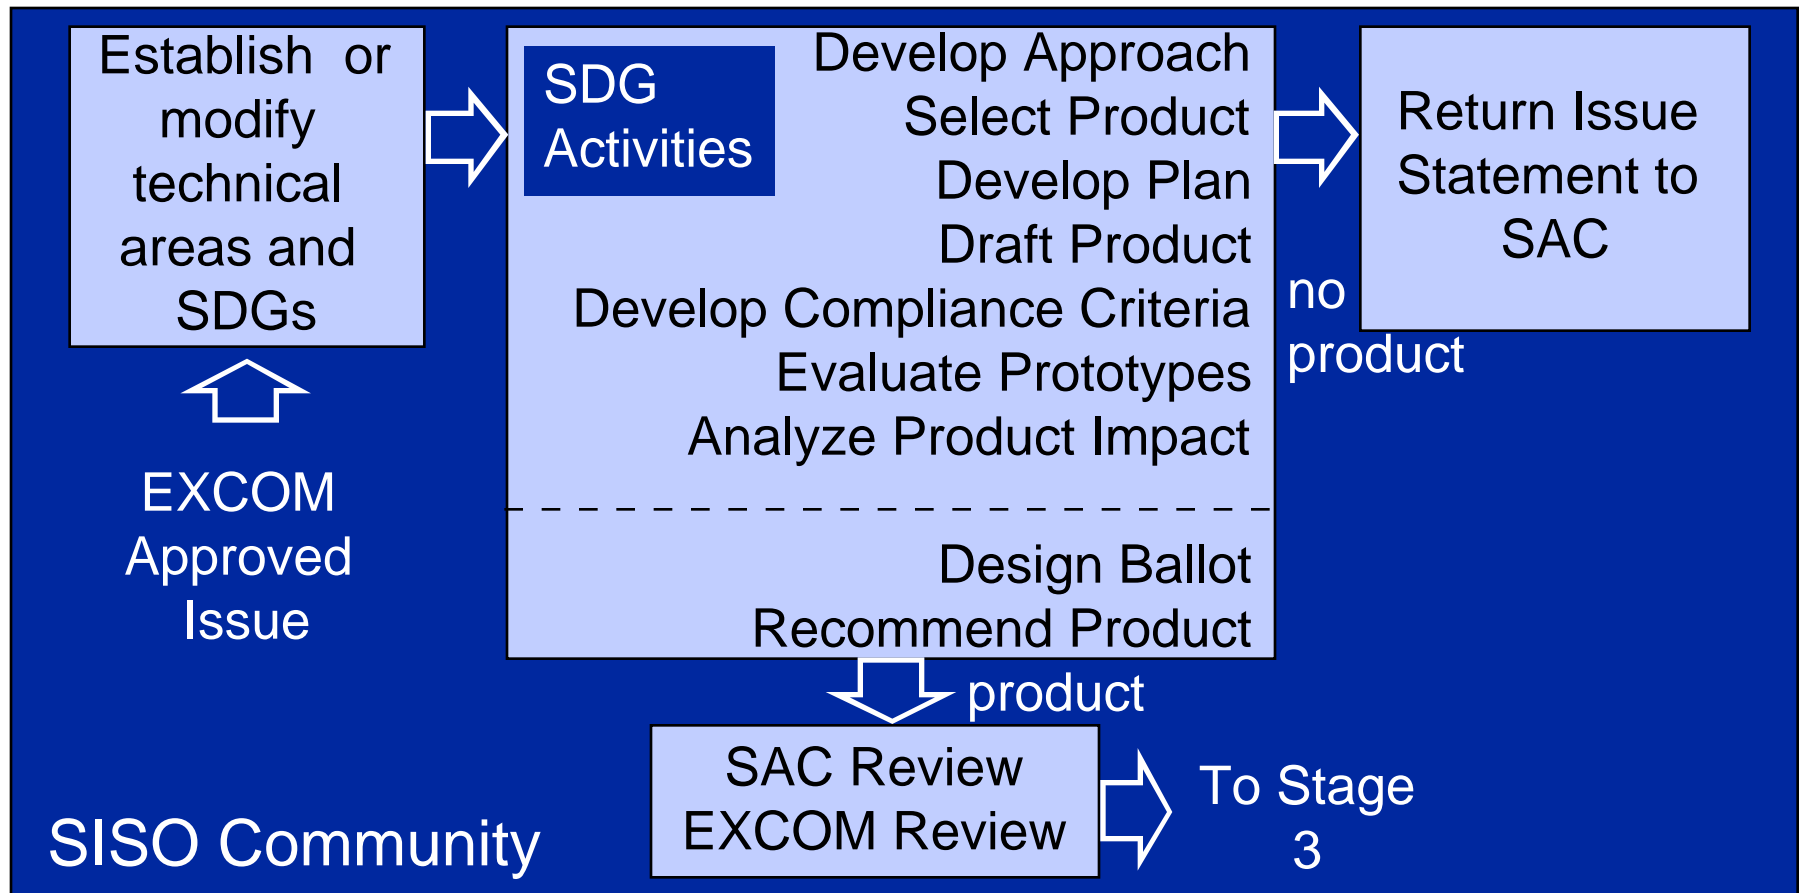 Establish or
modify
technical
areas and
SDGs
EXCOM
Approved
Issue
SDG
Activities
Develop Approach
Select Product
Develop Plan
Draft Product
Develop Compliance Criteria
Evaluate Prototypes
Analyze Product Impact
Design Ballot
Recommend Product
no
product
Return Issue
Statement to
SAC
product
SAC Review
EXCOM Review
To Stage
3
SISO Community